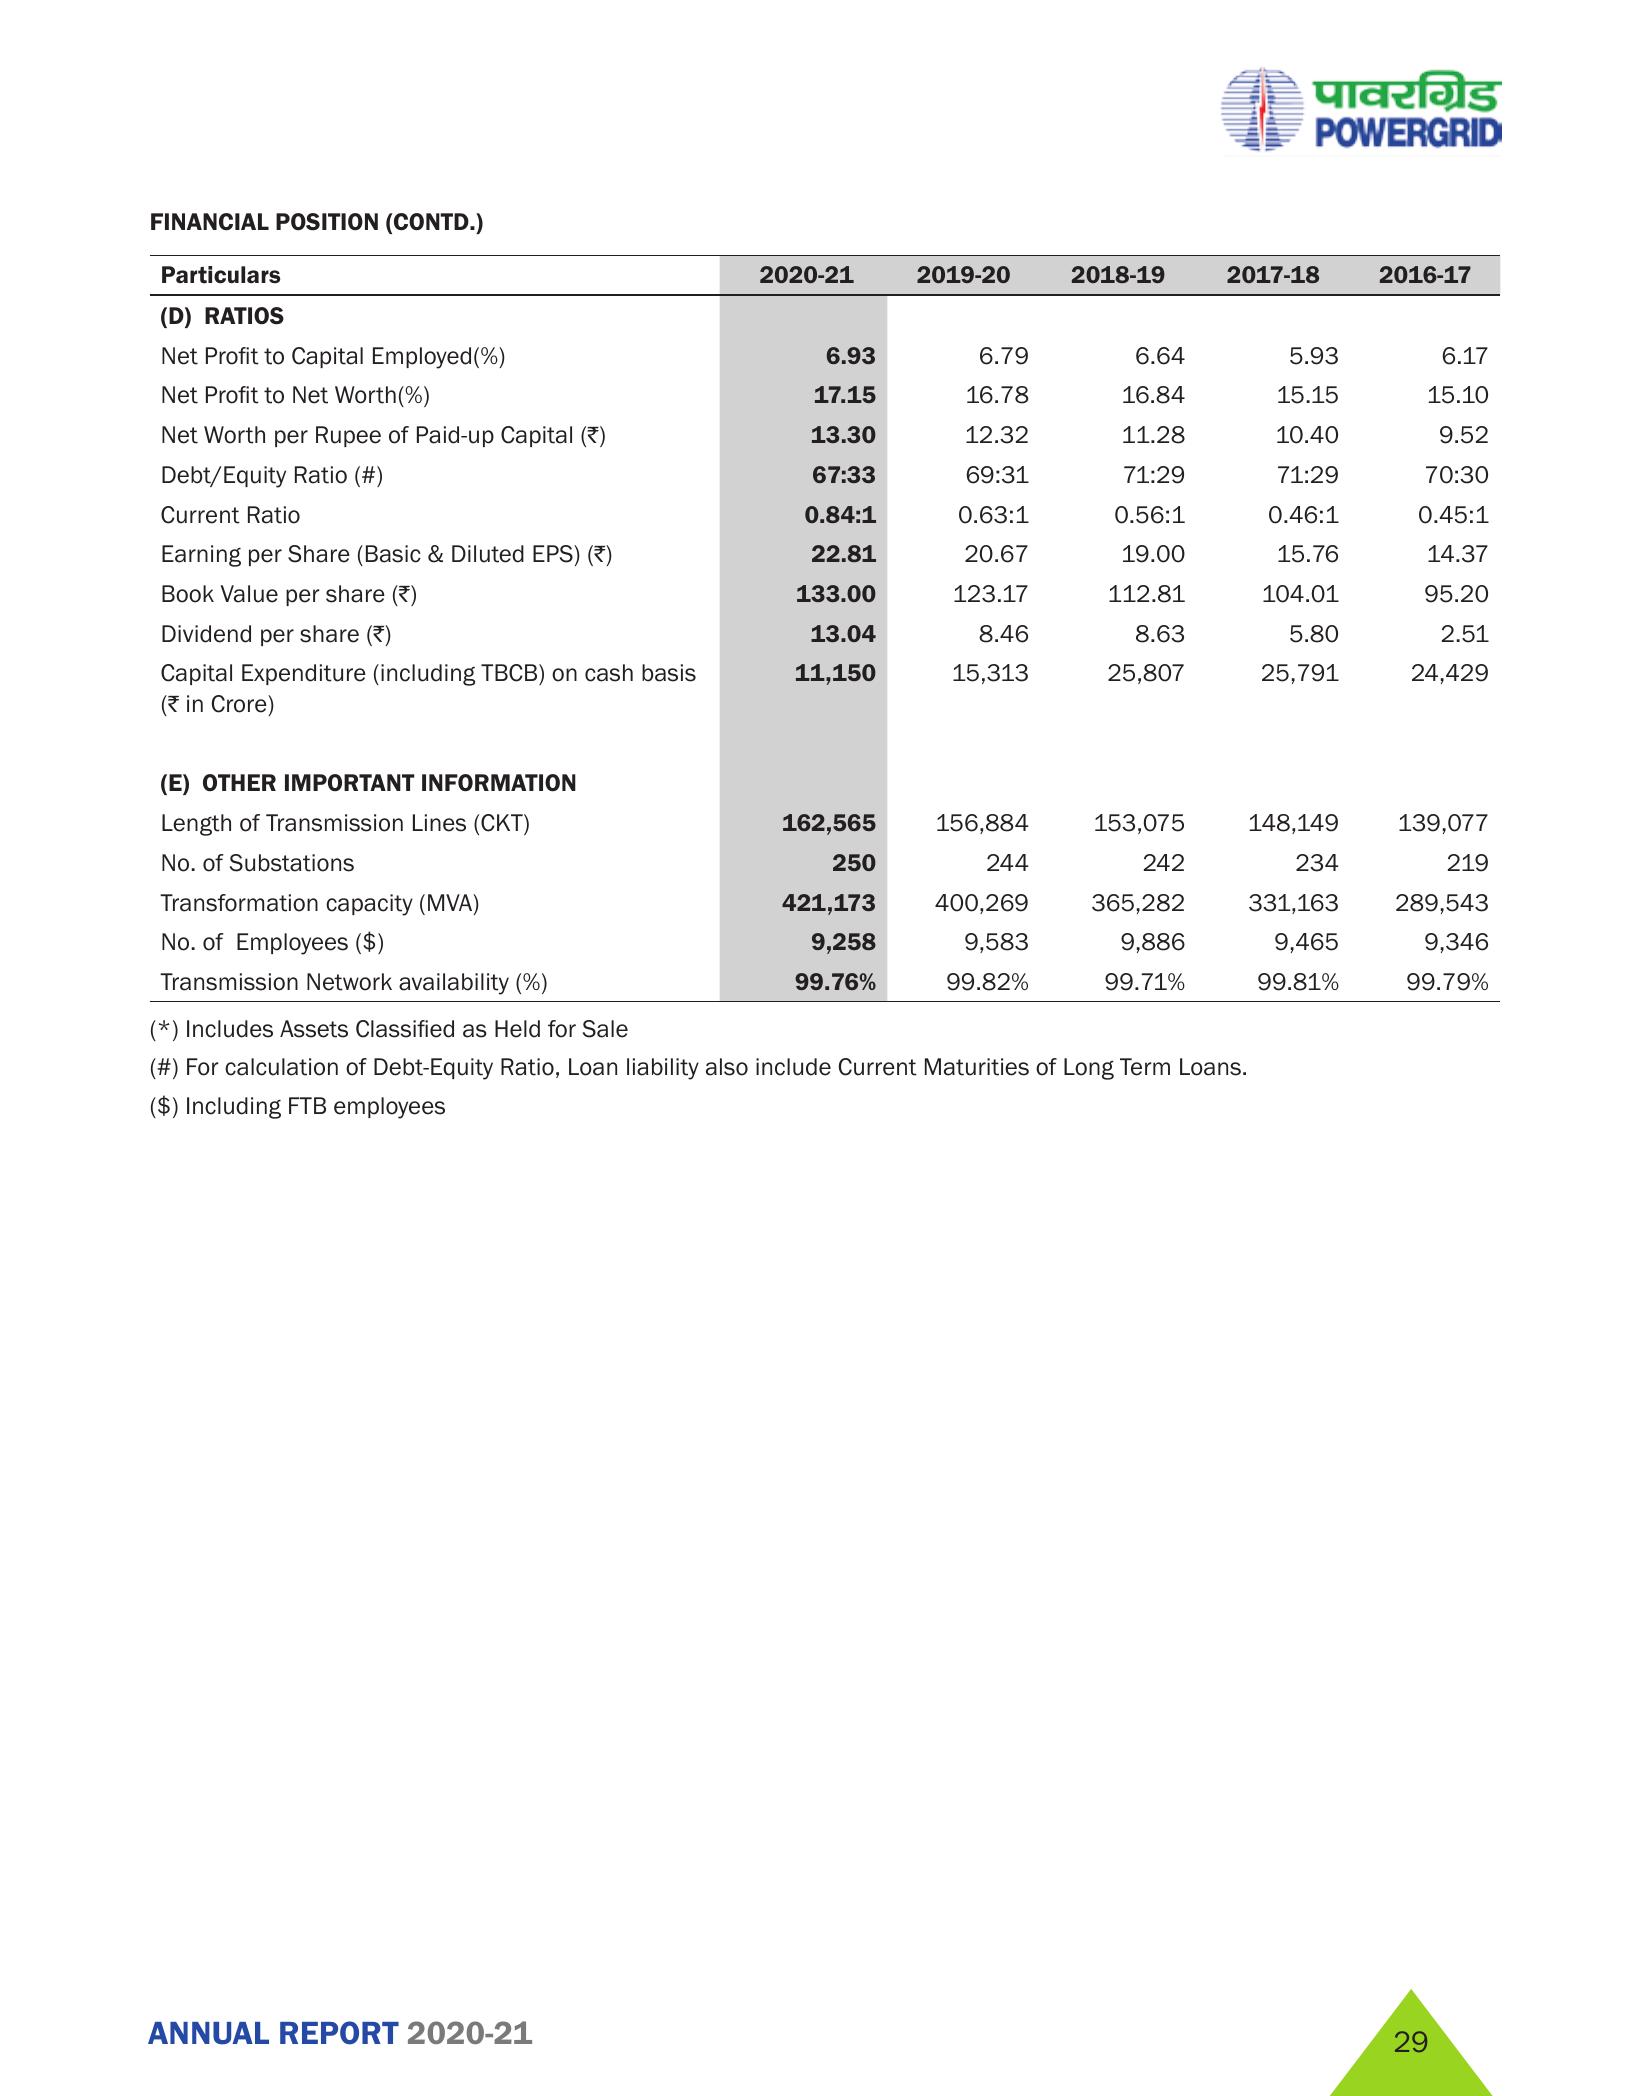 पावरग्रिड
POWERGRID
FINANCIAL POSITION (CONTD.)
Particulars 2020-21 2019-20 2018-19 2017-18 2016-17
(D) RATIOS
Net Profit to Capital Employed(%) 6.93 6.79 6.64 5.93 6.17
Net Profit to Net Worth(%) 17.15 16.78 16.84 15.15 15.10
Net Worth per Rupee of Paid-up Capital (₹) 13.30 12.32 11.28 10.40 9.52
Debt/Equity Ratio (#) 67:33 69:31 71:29 71:29 70:30
Current Ratio 0.84:1 0.63:1 0.56:1 0.46:1 0.45:1
Earning per Share (Basic & Diluted EPS) (₹) 22.81 20.67 19.00 15.76 14.37
Book Value per share (₹) 133.00 123.17 112.81 104.01 95.20
Dividend per share (₹) 13.04 8.46 8.63 5.80 2.51
Capital Expenditure (including TBCB) on cash basis 11,150 15,313 25,807 25,791 24,429
(₹ in Crore)
(E) OTHER IMPORTANT INFORMATION
Length of Transmission Lines (CKT) 162,565 156,884 153,075 148,149 139,077
No. of Substations 250 244 242 234 219
Transformation capacity (MVA) 421,173 400,269 365,282 331,163 289,543
No. of Employees ($) 9,258 9,583 9,886 9,465 9,346
Transmission Network availability (%) 99.76% 99.82% 99.71% 99.81% 99.79%
(*) Includes Assets Classified as Held for Sale
(#) For calculation of Debt-Equity Ratio, Loan liability also include Current Maturities of Long Term Loans.
($) Including FTB employees
ANNUAL REPORT 2020-21
29